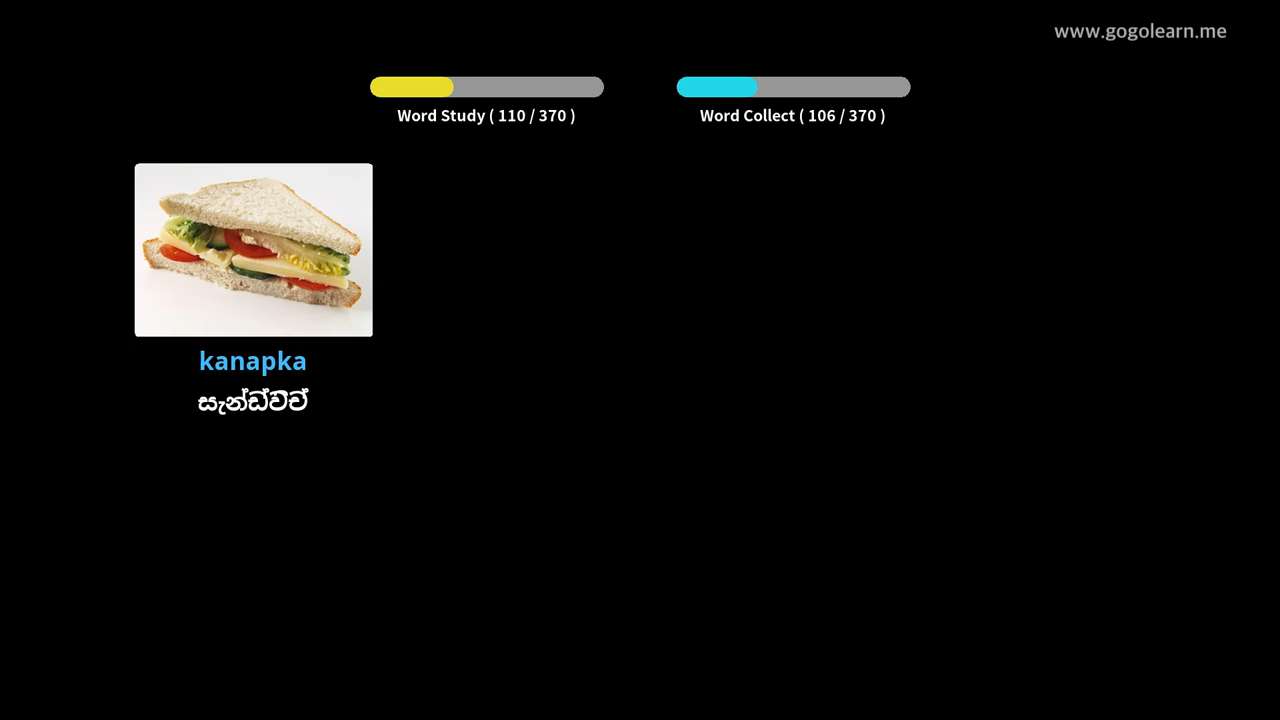 www.gogolearn.me
Word Study ( 110 / 370 )
Word Collect ( 106 / 370 )
kanapka
සැන්ඩ්විච්